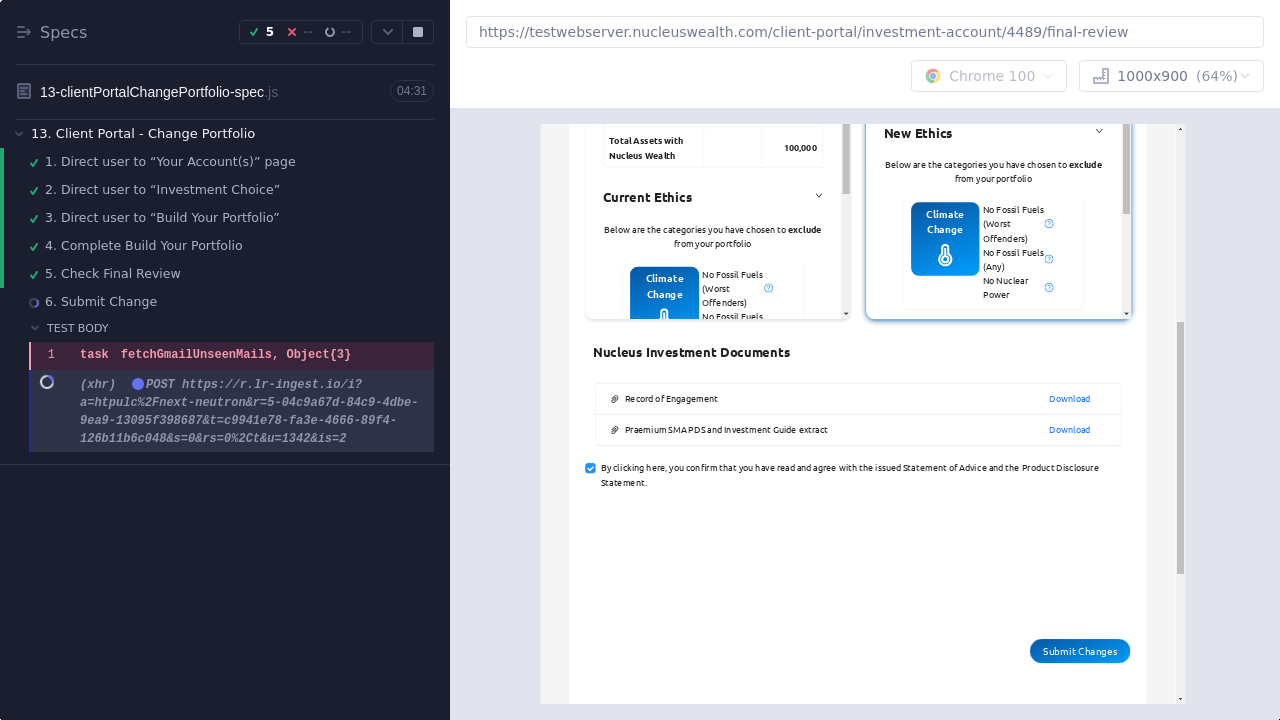 Specs
5
--
--
13-clientPortalChangePortfolio-spec.js
04:31
13. Client Portal - Change Portfolio
1. Direct user to “Your Account(s)” page
2. Direct user to “Investment Choice”
3. Direct user to “Build Your Portfolio”
4. Complete Build Your Portfolio
5. Check Final Review
6. Submit Change
TEST BODY
1 task fetchGmailUnseenMails, Object{3}
(xhr) POST https://r.lr-ingest.io/i?
a=htpulc%2Fnext-neutron&r=5-04c9a67d-84c9-4dbe-
9ea9-13095f398687&t=c9941e78-fa3e-4666-89f4-
126b11b6c048&s=0&rs=0%2Ct&u=1342&is=2
https://testwebserver.nucleuswealth.com/client-portal/investment-account/4489/final-review
Chrome 100
1000x900 (64%)
Total Assets with
Nucleus Wealth
100,000
Current Ethics
Below are the categories you have chosen to exclude
from your portfolio
Climate
Change
No Fossil Fuels
(Worst
Offenders)
No Fossil Fuels
New Ethics
Below are the categories you have chosen to exclude
from your portfolio
Climate
Change
No Fossil Fuels
(Worst
Offenders)
No Fossil Fuels
(Any)
No Nuclear
Power
Nucleus Investment Documents
Record of Engagement Download
Praemium SMA PDS and Investment Guide extract Download
By clicking here, you confirm that you have read and agree with the issued Statement of Advice and the Product Disclosure
Statement.
Submit Changes